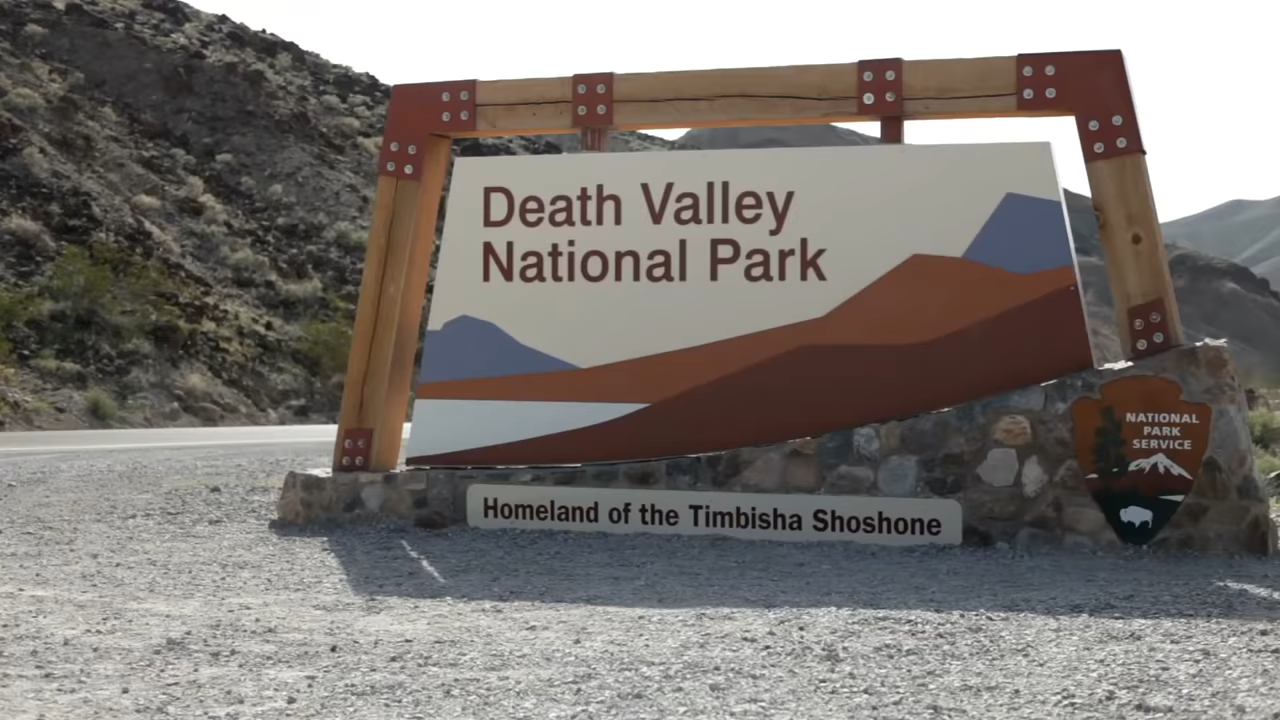 Death Valley
National Park
NATIONAL
PARK
SERVICE
Homeland of the Timbisha Shoshone